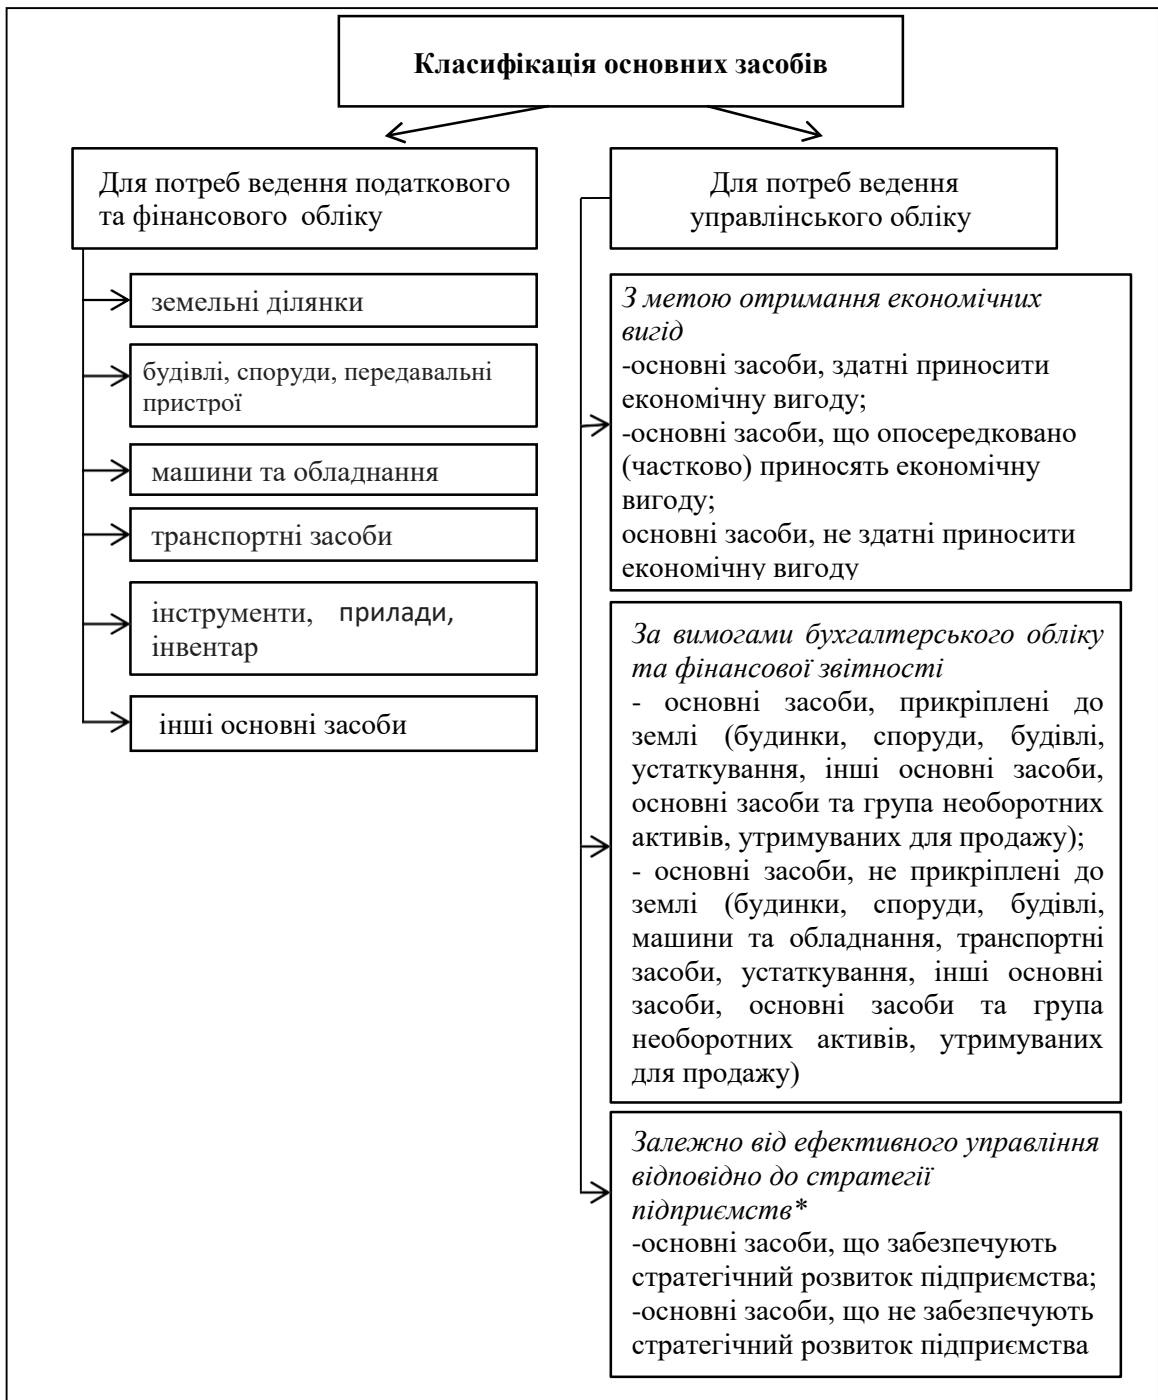 Класифікація основних засобів
Для потреб ведення податкового
та фінансового обліку
земельні ділянки
будівлі, споруди, передавальні
пристрої
машини та обладнання
транспортні засоби
інструменти, прилади,
інвентар
інші основні засоби
Для потреб ведення
управлінського обліку
З метою отримання економічних
вигід
-основні засоби, здатні приносити
економічну вигоду;
-основні засоби, що опосередковано
(частково) приносять економічну
вигоду;
основні засоби, не здатні приносити
економічну вигоду
За вимогами бухгалтерського обліку
та фінансової звітності
- основні засоби, прикріплені до
землі (будинки, споруди, будівлі,
устаткування, інші основні засоби,
основні засоби та група необоротних
активів, утримуваних для продажу);
- основні засоби, не прикріплені до
землі (будинки, споруди, будівлі,
машини та обладнання, транспортні
засоби, устаткування, інші основні
засоби, основні засоби та група
необоротних активів, утримуваних
для продажу)
Залежно від ефективного управління
відповідно до стратегії
підприємств*
-основні засоби, що забезпечують
стратегічний розвиток підприємства;
-основні засоби, що не забезпечують
стратегічний розвиток підприємства